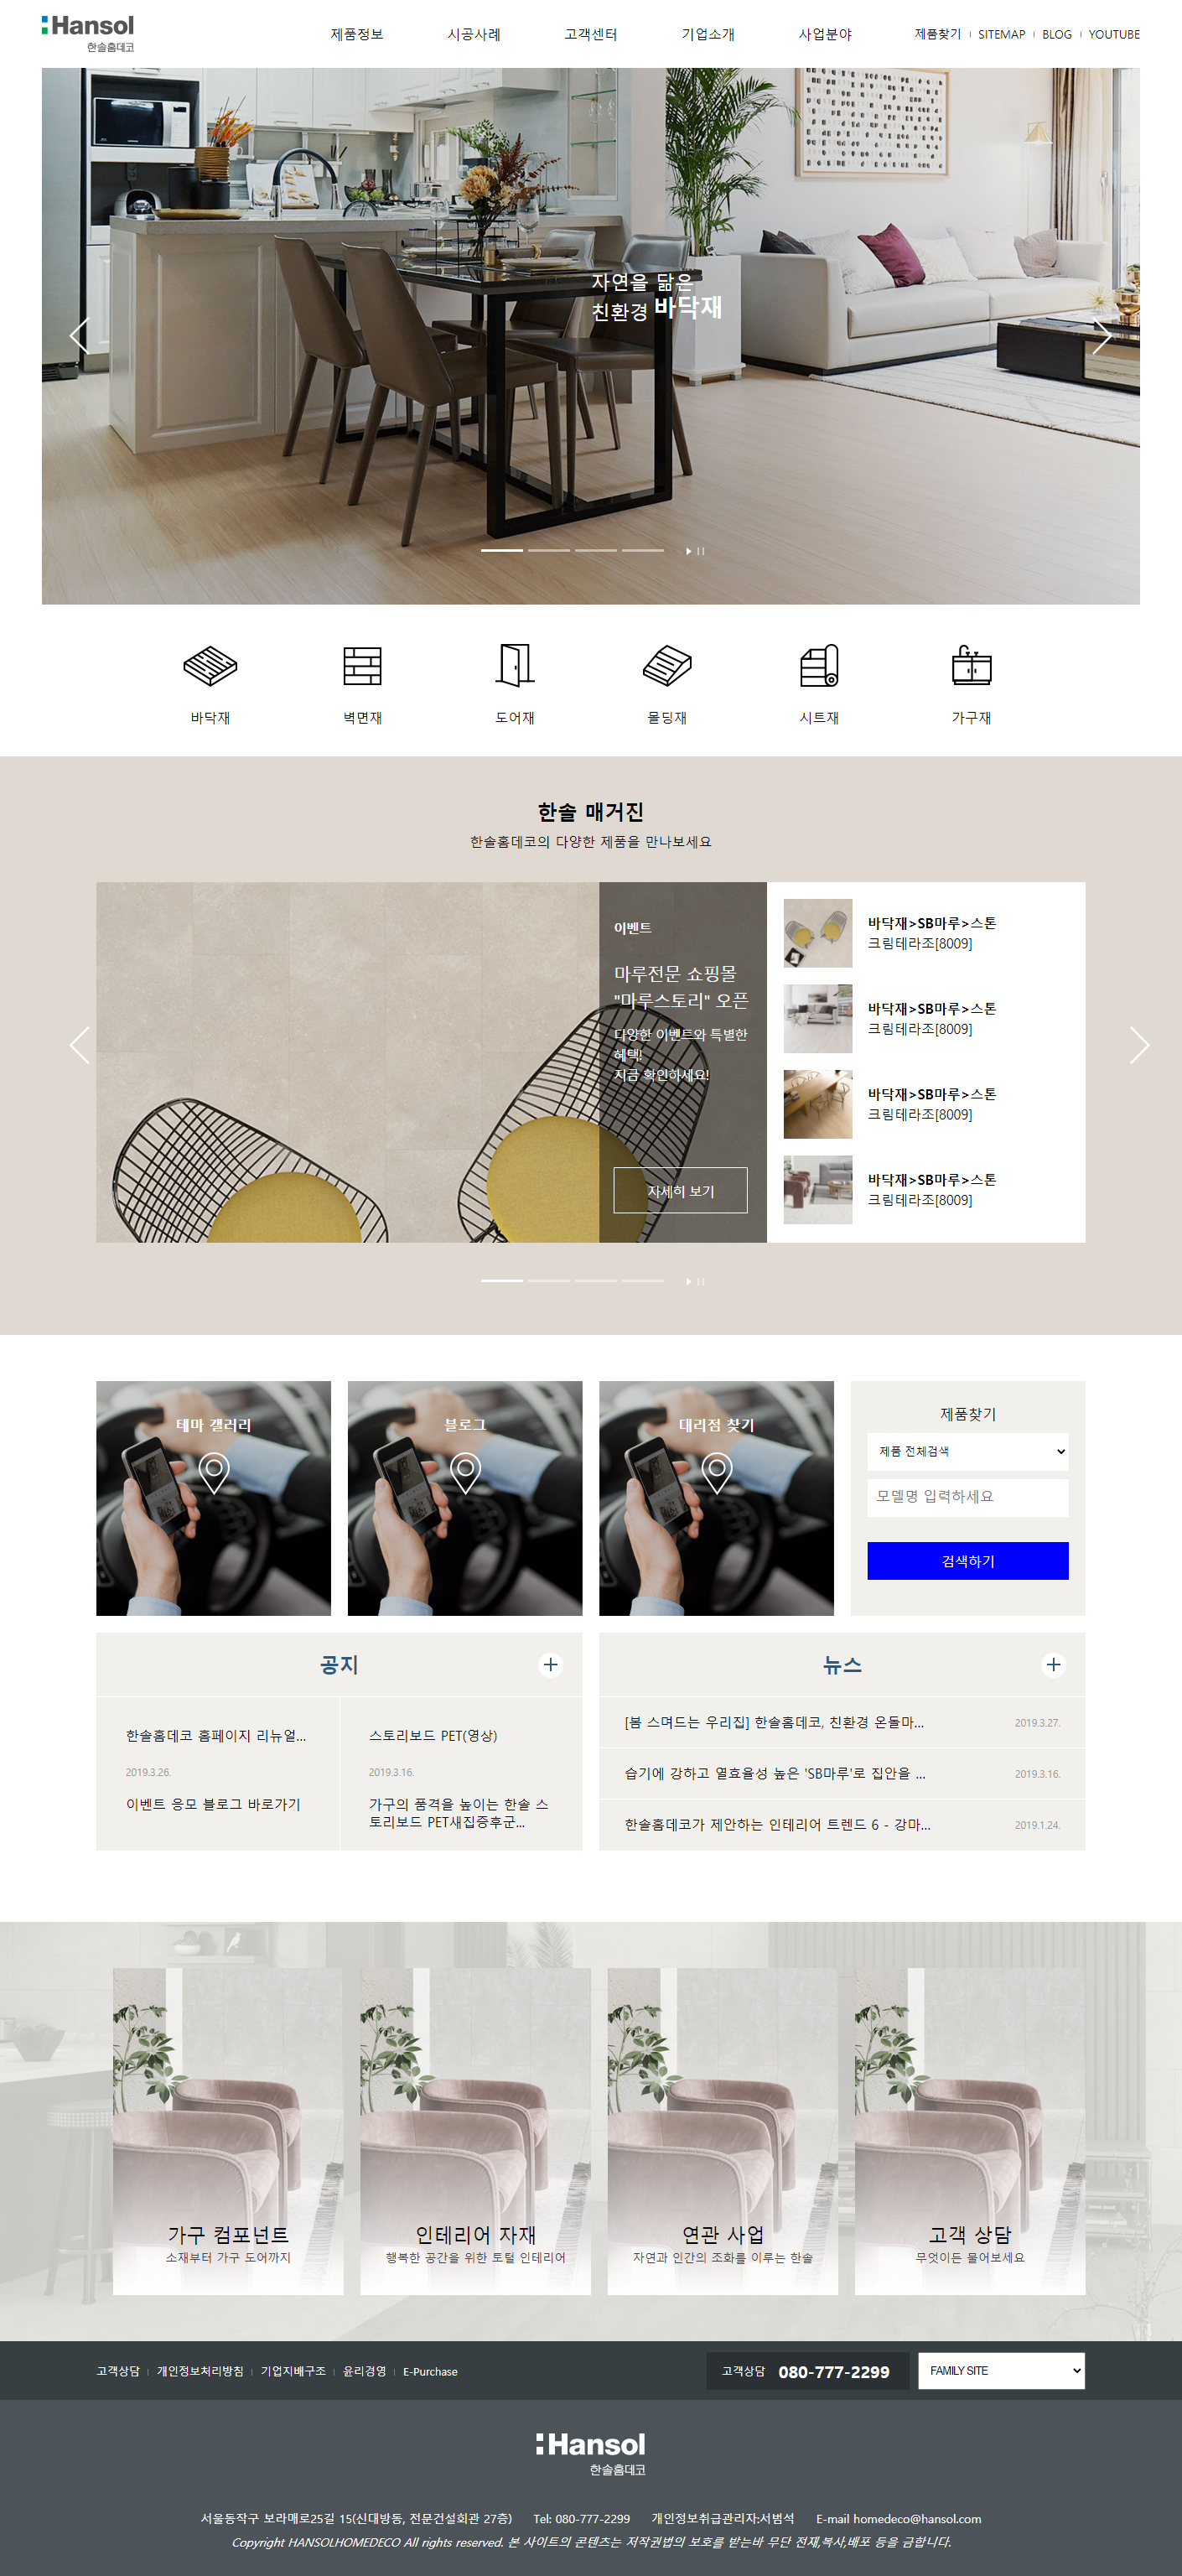 Hansol
한솔홈데코
제품정보 시공사례 고객센터 기업소개 사업분야
제품찾기 SITEMAP BLOG YOUTUBE
자연을 닮은
친환경 바닥재
바닥재 벽면재 도어재 몰딩재 시트재 가구재
한솔 매거진
한솔홈데코의 다양한 제품을 만나보세요
이벤트
마루전문 쇼핑몰
"마루스토리" 오픈
다양한 이벤트와 특별한
혜택!
지금 확인하세요!
자세히 보기
바닥재>SB마루>스톤
크림테라조[8009]
바닥재>SB마루>스톤
크림테라조[8009]
바닥재>SB마루>스톤
크림테라조[8009]
바닥재>SB마루>스톤
크림테라조[8009]
테마 갤러리
블로그
대리점 찾기
제품찾기
제품 전체검색
모델명 입력하세요
검색하기
공지
한솔홈데코 홈페이지 리뉴얼...
2019.3.26.
이벤트 응모 블로그 바로가기
스토리보드 PET(영상)
2019.3.16.
가구의 품격을 높이는 한솔 스
토리보드 PET새집증후군...
뉴스
[봄 스며드는 우리집] 한솔홈데코, 친환경 온돌마... 2019.3.27.
습기에 강하고 열효율성 높은 'SB마루'로 집안을 ... 2019.3.16.
한솔홈데코가 제안하는 인테리어 트렌드 6 - 강마... 2019.1.24.
가구 컴포넌트
소재부터 가구 도어까지
인테리어 자재
행복한 공간을 위한 토털 인테리어
연관 사업
자연과 인간의 조화를 이루는 한솔
고객 상담
무엇이든 물어보세요
고객상담 개인정보처리방침 기업지배구조 윤리경영 E-Purchase
고객상담 080-777-2299
FAMILY SITE
Hansol
한솔홈데코
서울동작구 보라매로25길 15(신대방동, 전문건설회관 27층) Tel: 080-777-2299 개인정보취급관리자:서범석 E-mail homedeco@hansol.com
Copyright HANSOLHOMEDECO All rights reserved. 본 사이트의 콘텐츠는 저작권법의 보호를 받는바 무단 전재,복사,배포 등을 금합니다.